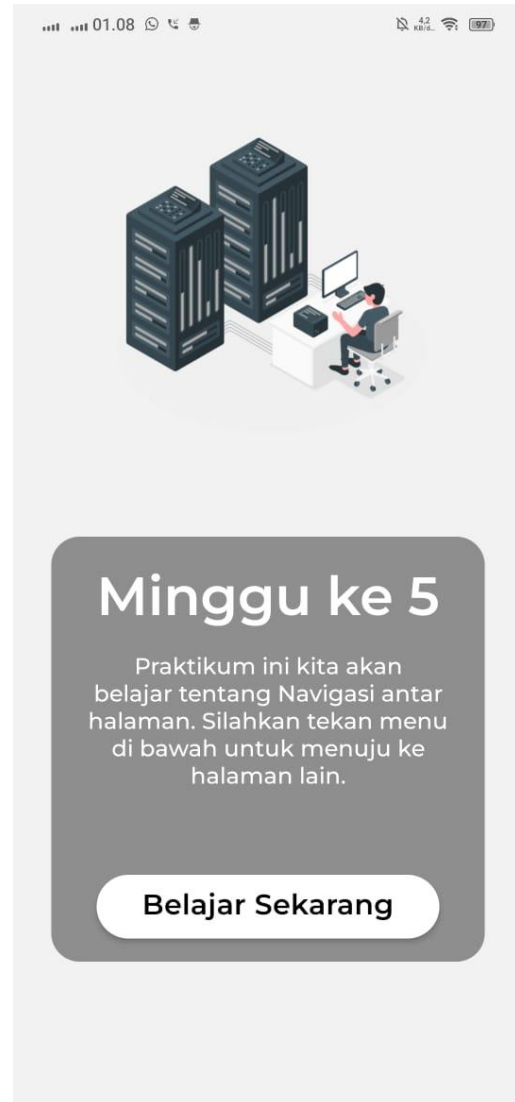 01.08 4,2 KB/d.. 97
Minggu ke 5
Praktikum ini kita akan
belajar tentang Navigasi antar
halaman. Silahkan tekan menu
di bawah untuk menuju ke
halaman lain.
Belajar Sekarang